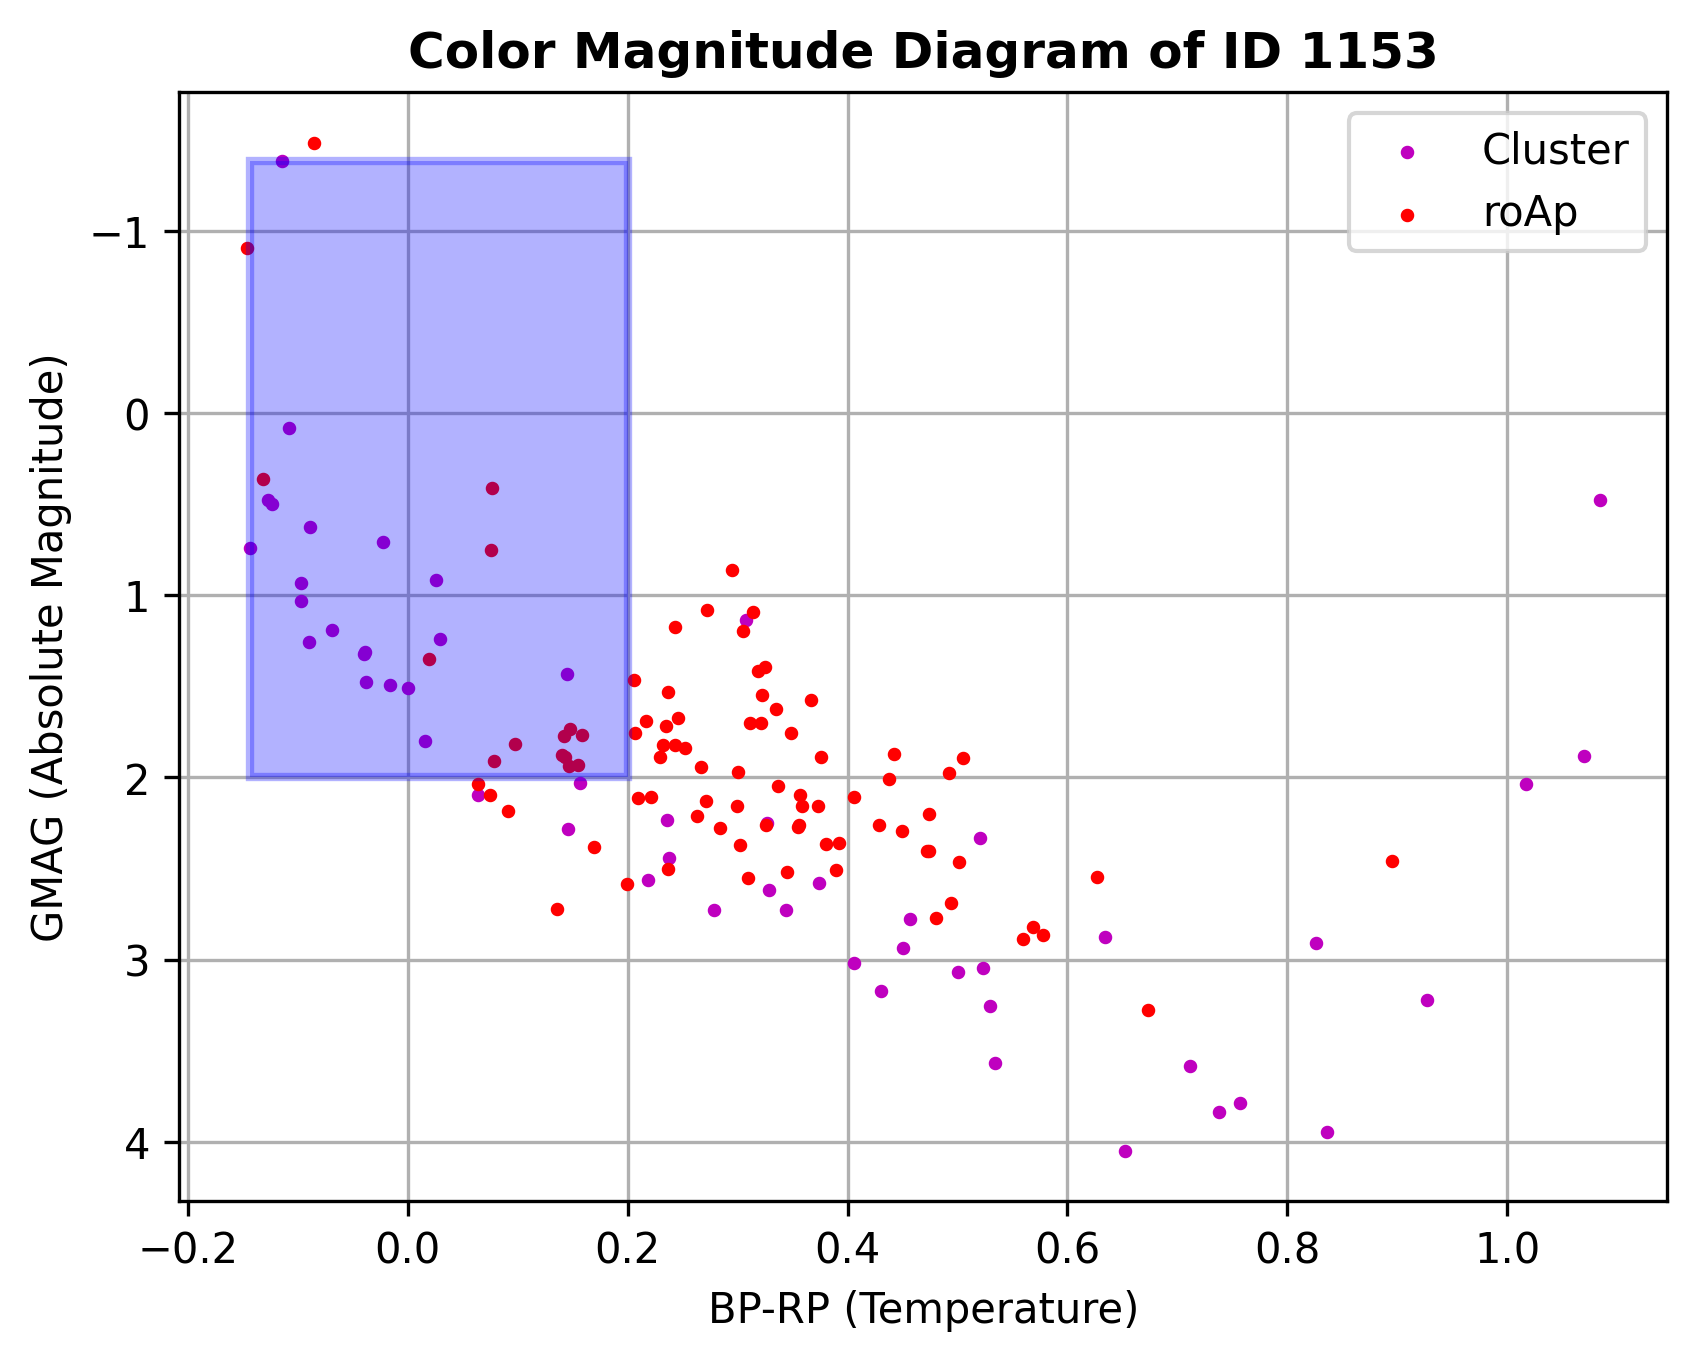 Color Magnitude Diagram of ID 1153
Cluster
roAp
GMAG (Absolute Magnitude)
−1
0
1
2
3
4
−0.2
0.0
0.2
0.4
0.6
0.8
1.0
BP-RP (Temperature)